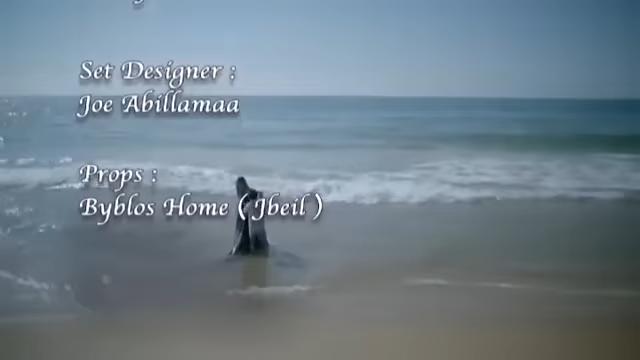 Set Designer :
Joe Abillamaa
Props :
Byblos Home ( Jbeil )